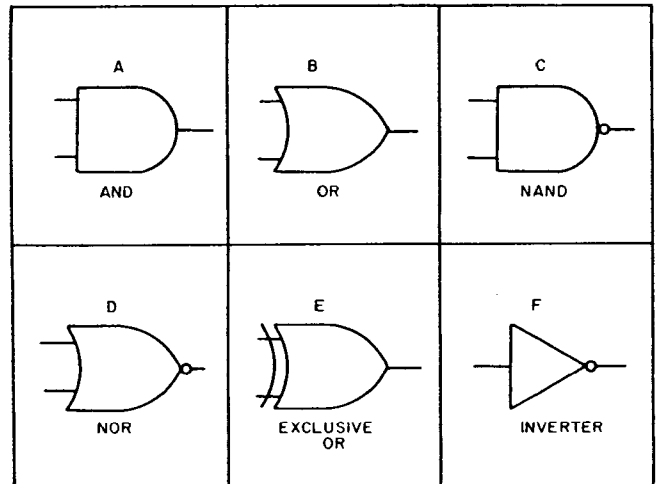 A
AND
B
OR
C
NAND
D
NOR
E
EXCLUSIVE
OR
F
INVERTER